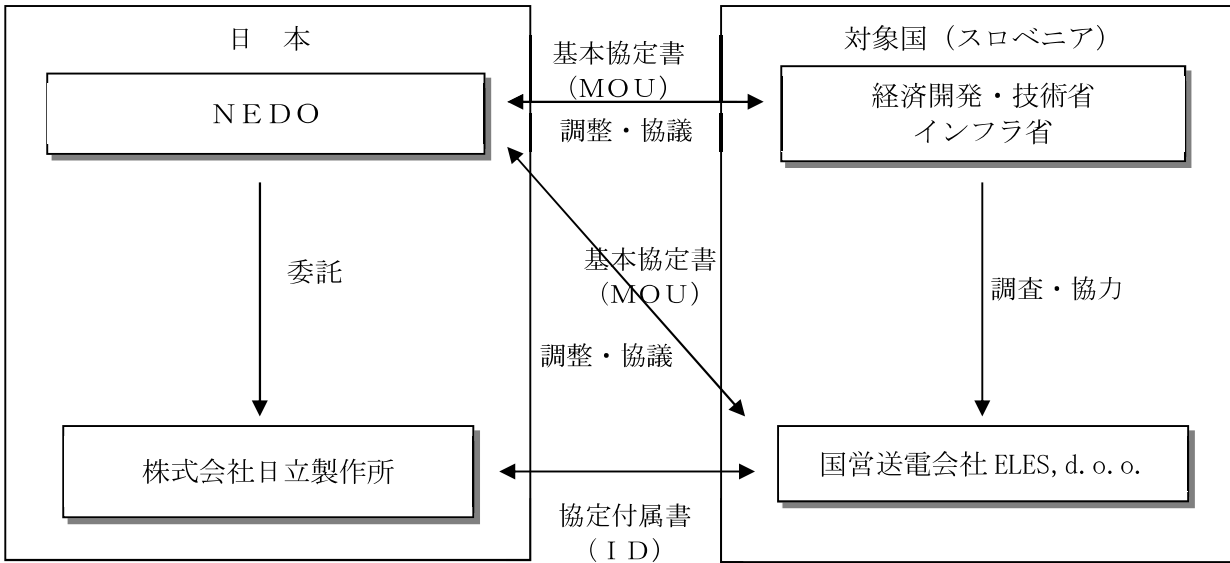 日　本
対象国（スロベニア）
基本協定書
（ＭＯＵ）
ＮＥＤＯ
経済開発・技術省
インフラ省
調整・協議
委託
基本協定書
（ＭＯＵ）
調査・協力
調整・協議
株式会社日立製作所
国営送電会社 ELES, d. o. o.
協定付属書
（ＩＤ）